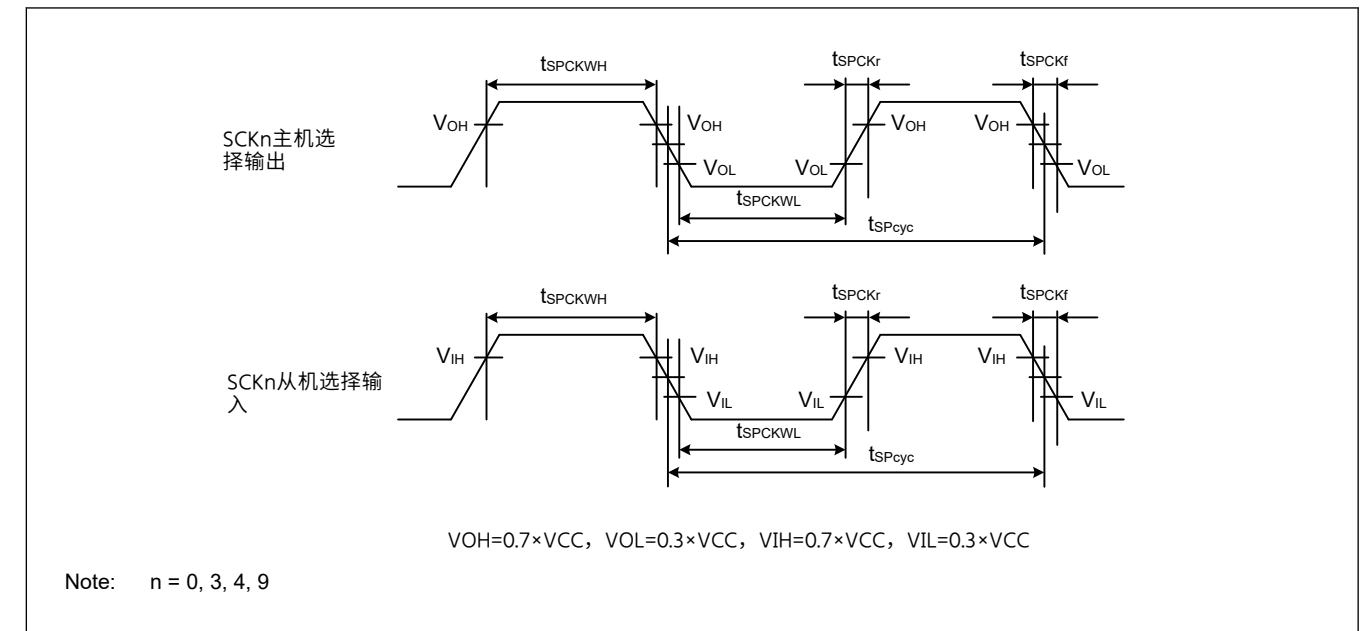 tSPCKWH
tSPCKr
tSPCKf
VOH
VOH
VOH
VOH
SCKn主机选
择输出
VOL
VOL
VOL
tSPCKWL
tSPcyc
tSPCKWH
tSPCKr
tSPCKf
VIH
VIH
VIH
VIH
SCKn从机选择输
入
VIL
VIL
VIL
tSPCKWL
tSPcyc
VOH=0.7×VCC，VOL=0.3×VCC，VIH=0.7×VCC，VIL=0.3×VCC
Note: n = 0, 3, 4, 9